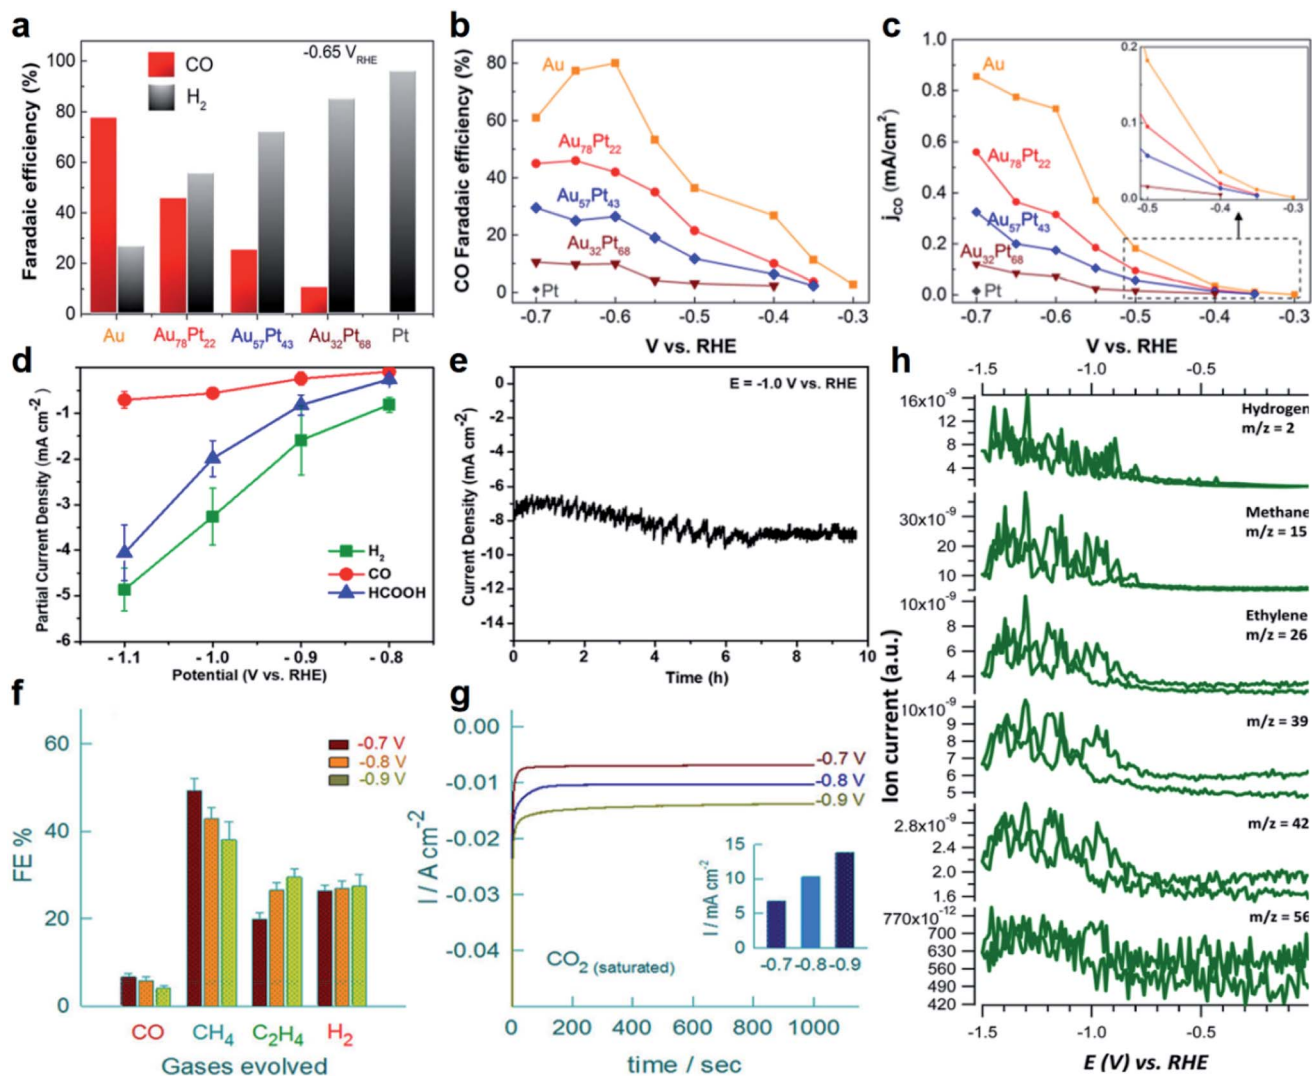 a
-0.65 V_RHE
CO
H₂
Faradaic efficiency (%)
100
80
60
40
20
0
Au Au₇₈Pt₂₂ Au₅₇Pt₄₃ Au₃₂Pt₆₈ Pt
b
CO Faradaic efficiency (%)
80
60
40
20
0
Au
Au₇₈Pt₂₂
Au₅₇Pt₄₃
Au₃₂Pt₆₈
Pt
-0.7 -0.6 -0.5 -0.4 -0.3
V vs. RHE
c
j_CO (mA/cm²)
1.0
0.8
0.6
0.4
0.2
0.0
Au
Au₇₈Pt₂₂
Au₅₇Pt₄₃
Au₃₂Pt₆₈
Pt
0.2
0.1
0.0
-0.5 -0.4 -0.3
-0.7 -0.6 -0.5 -0.4 -0.3
V vs. RHE
d
Partial Current Density (mA cm⁻²)
-1
-2
-3
-4
-5
-6
H₂
CO
HCOOH
-1.1 -1.0 -0.9 -0.8
Potential (V vs. RHE)
e
E = -1.0 V vs. RHE
Current Density (mA cm⁻²)
0
-2
-4
-6
-8
-10
-12
-14
0 2 4 6 8 10
Time (h)
f
FE %
60
40
20
0
-0.7 V
-0.8 V
-0.9 V
CO CH₄ C₂H₄ H₂
Gases evolved
g
I / A cm⁻²
0.00
-0.01
-0.02
-0.03
-0.04
-0.7 V
-0.8 V
-0.9 V
I / mA cm⁻²
15
10
5
0
-0.7 -0.8 -0.9
CO₂ (saturated)
0 200 400 600 800 1000
time / sec
h
-1.5 -1.0 -0.5
Ion current (a.u.)
16x10⁻⁹
12
8
4
Hydrogen
m/z = 2
30x10⁻⁹
20
10
Methane
m/z = 15
10x10⁻⁹
8
6
4
Ethylene
m/z = 26
10x10⁻⁹
9
8
7
6
5
m/z = 39
2.8x10⁻⁹
2.4
2.0
1.6
m/z = 42
770x10⁻¹²
700
630
560
490
420
m/z = 56
-1.5 -1.0 -0.5
E (V) vs. RHE